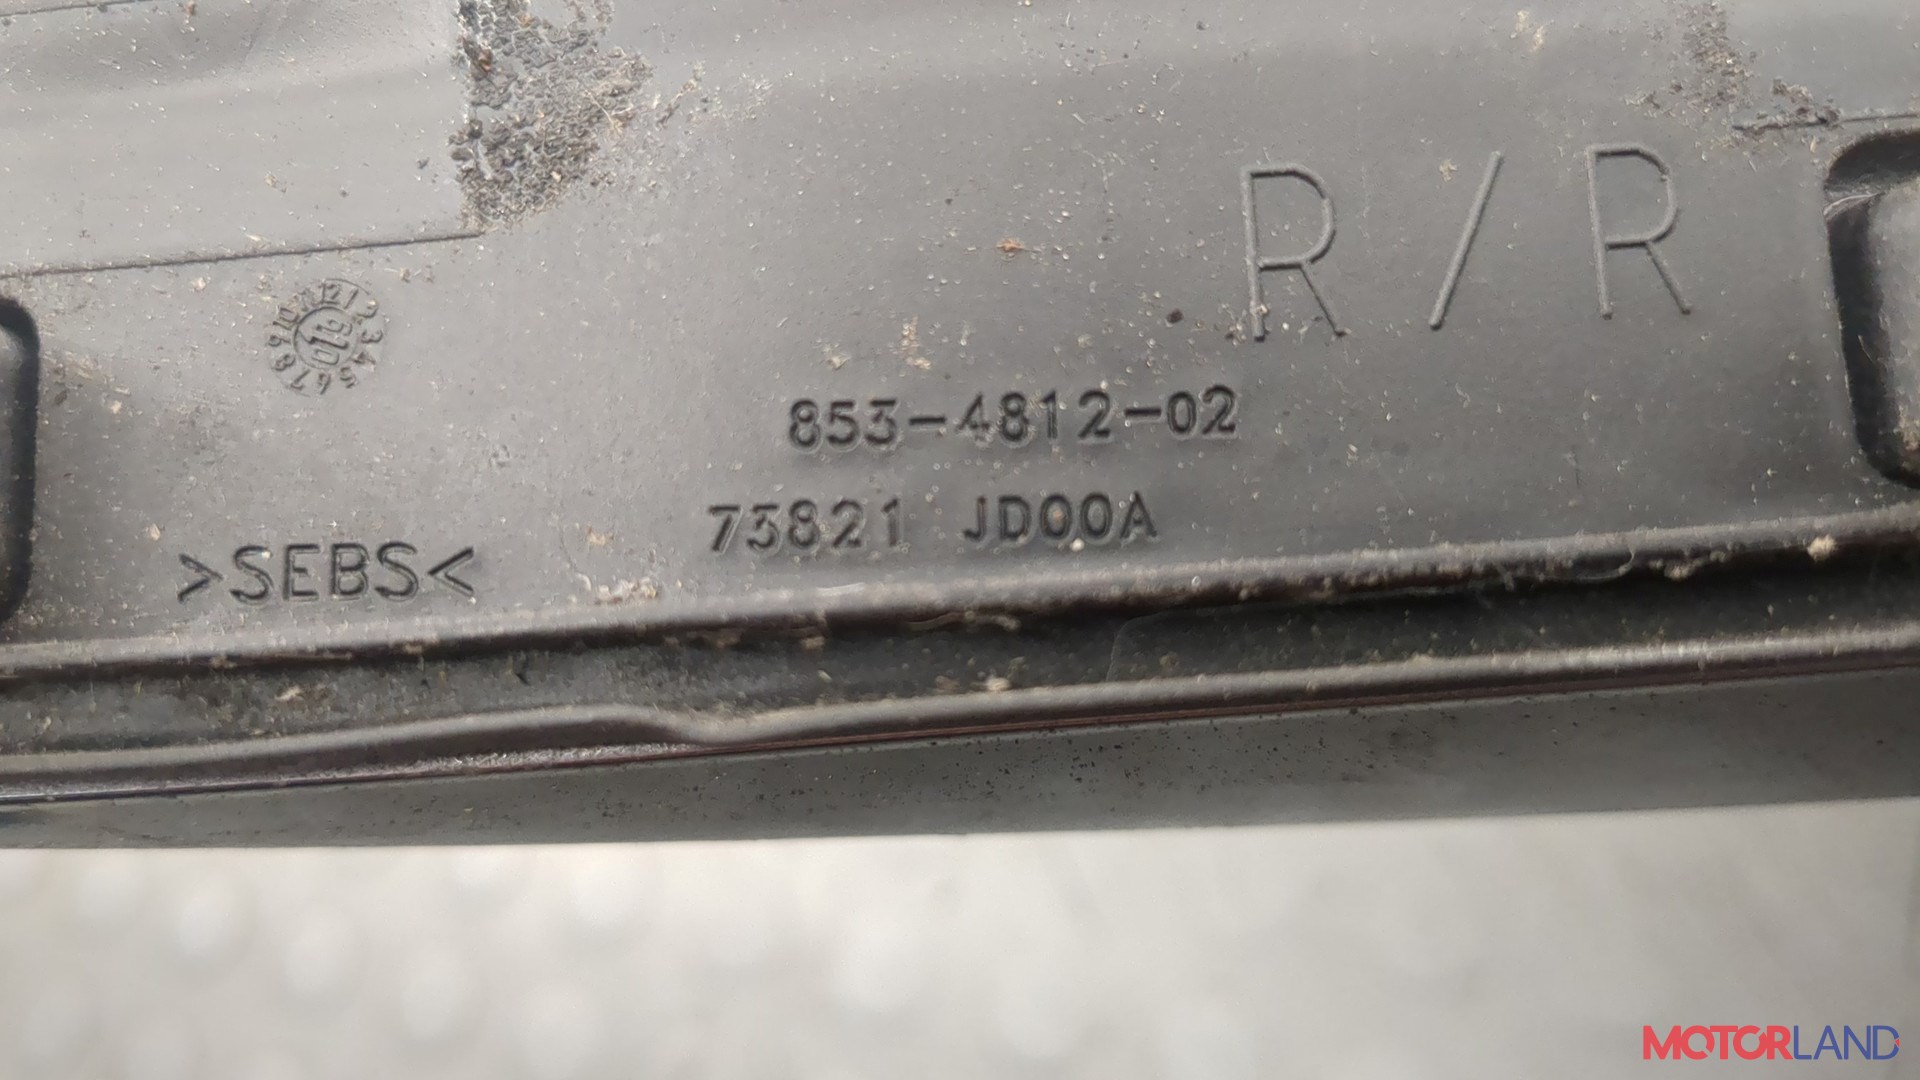 R/R
853-4812-02
73821 JD00A
>SEBS<
MOTORLAND